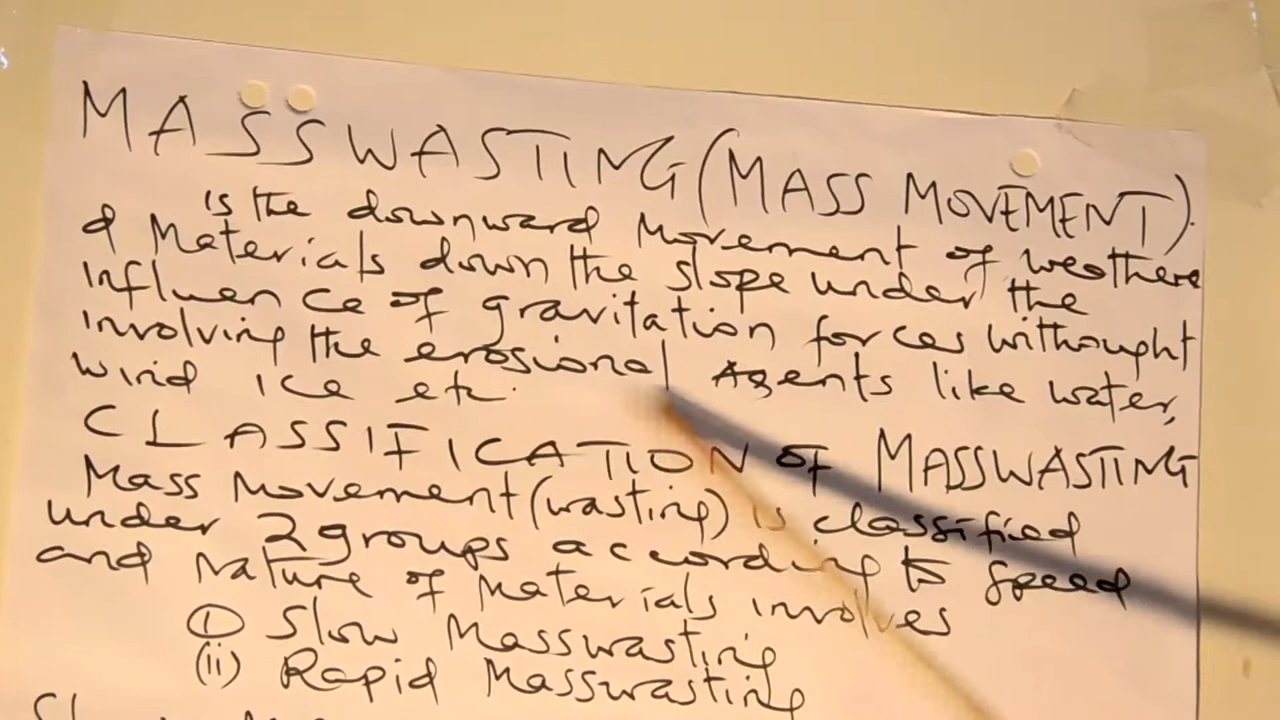 MASSWASTING (MASS MOVEMENT).
is the downward Movement of weathere
d Materials down the slope under the
influence of gravitation forces withought
involving the erosional Agents like water,
wind ice etc.
CLASSIFICATION OF MASSWASTING
Mass Movement (wasting) is classified
under 2 groups according to speed
and Nature of Materials involves
(i) Slow Masswasting
(ii) Rapid Masswasting